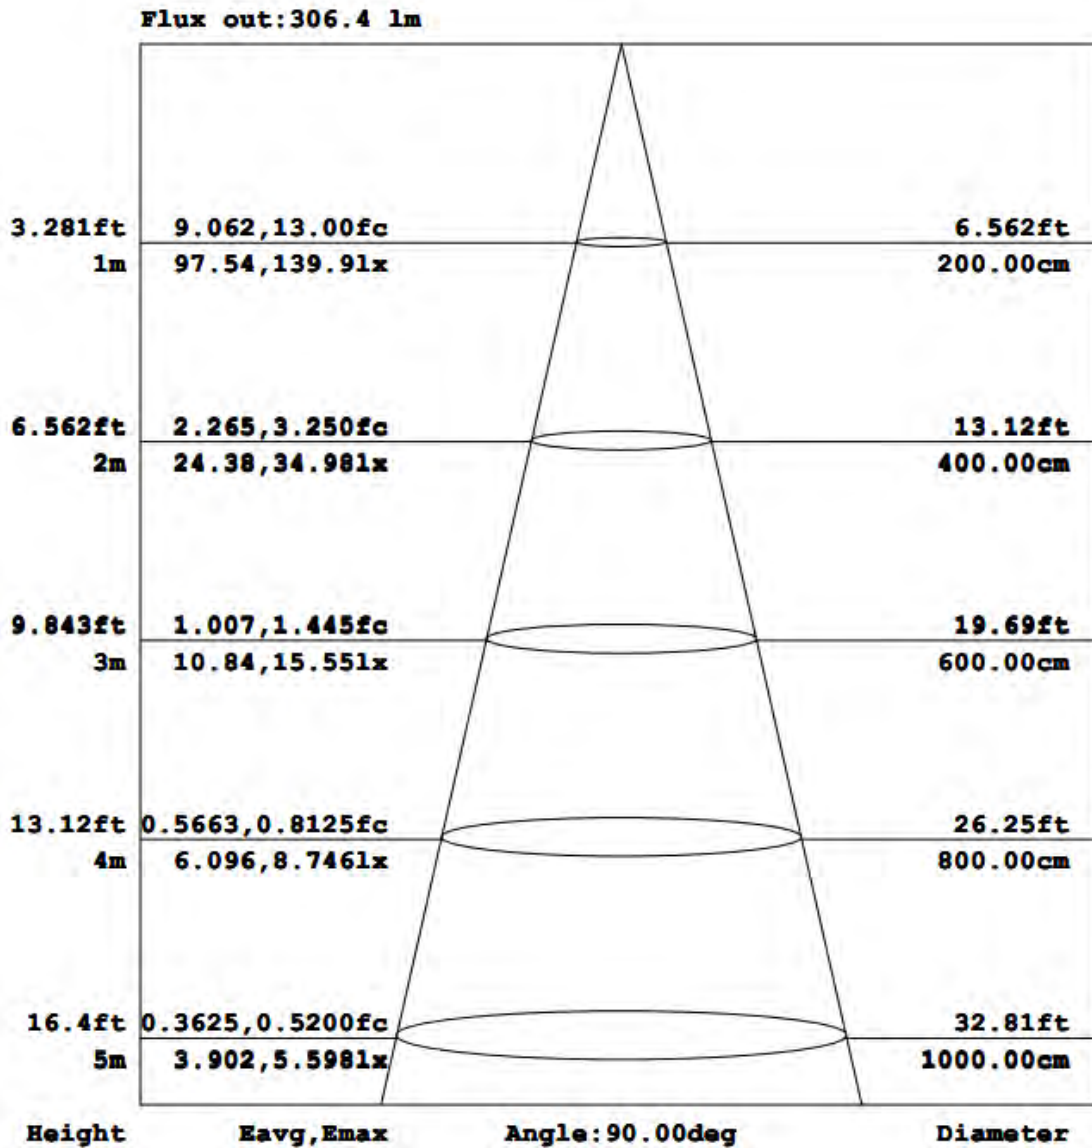 Flux out:306.4 lm
3.281ft 9.062,13.00fc 6.562ft
1m 97.54,139.9lx 200.00cm
6.562ft 2.265,3.250fc 13.12ft
2m 24.38,34.98lx 400.00cm
9.843ft 1.007,1.445fc 19.69ft
3m 10.84,15.55lx 600.00cm
13.12ft 0.5663,0.8125fc 26.25ft
4m 6.096,8.746lx 800.00cm
16.4ft 0.3625,0.5200fc 32.81ft
5m 3.902,5.598lx 1000.00cm
Height Eavg,Emax Angle:90.00deg Diameter